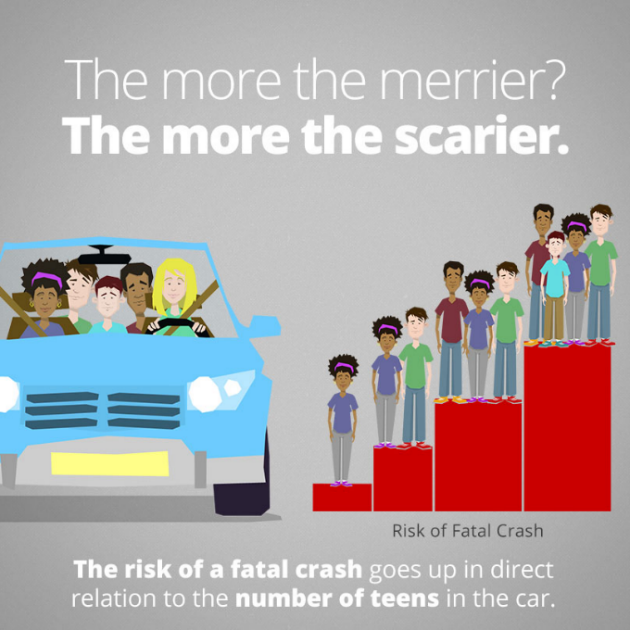 The more the merrier?
The more the scarier.
Risk of Fatal Crash
The risk of a fatal crash goes up in direct
relation to the number of teens in the car.